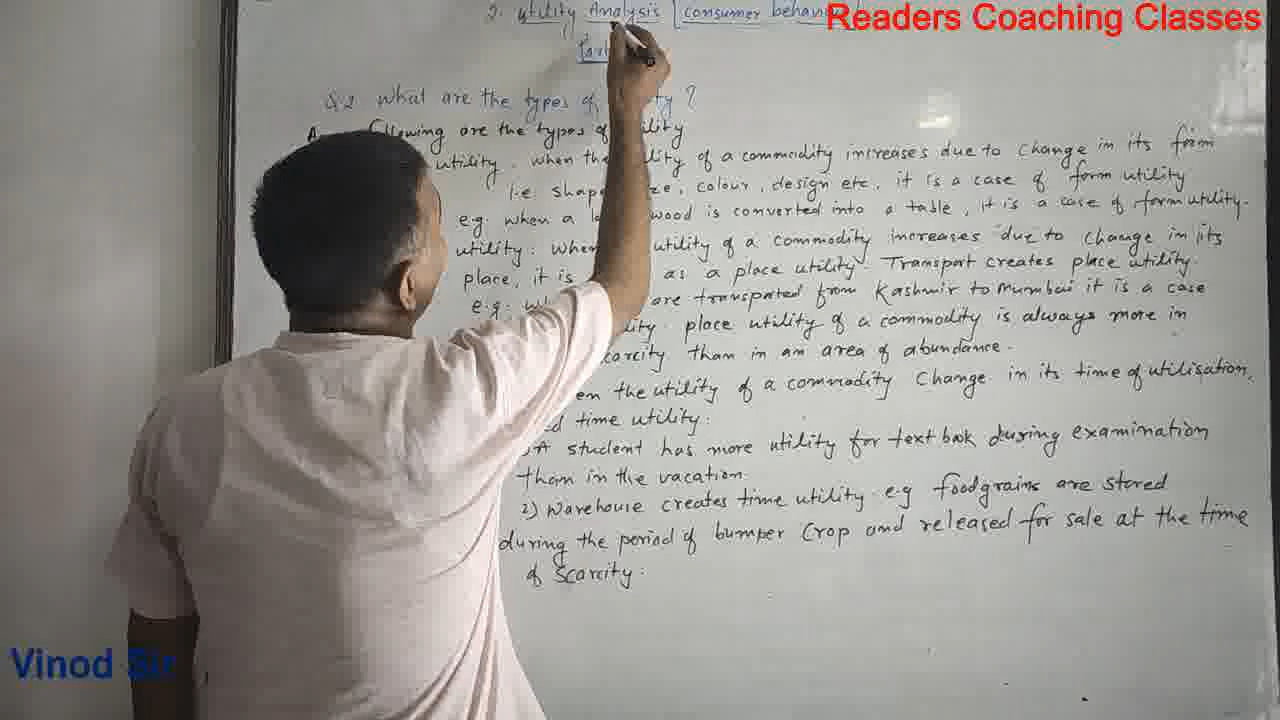 Readers Coaching Classes
2. Utility Analysis [consumer behaviour]
Q.2 What are the types of ?
following are the types of utility
utility. when the utility of a commodity increases due to change in its form
i.e. shape, size, colour, design etc. it is a case of form utility
e.g. when a wood is converted into a table, it is a case of form utility.
utility: when utility of a commodity increases due to change in its
place, it is as a place utility. Transport creates place utility.
e.g. are transported from Kashmir to Mumbai it is a case
place utility of a commodity is always more in
scarcity than in an area of abundance.
the utility of a commodity change in its time of utilisation,
time utility.
A student has more utility for text book during examination
than in the vacation.
2) Warehouse creates time utility e.g foodgrains are stored
during the period of bumper crop and released for sale at the time
of scarcity.
Vinod Sir